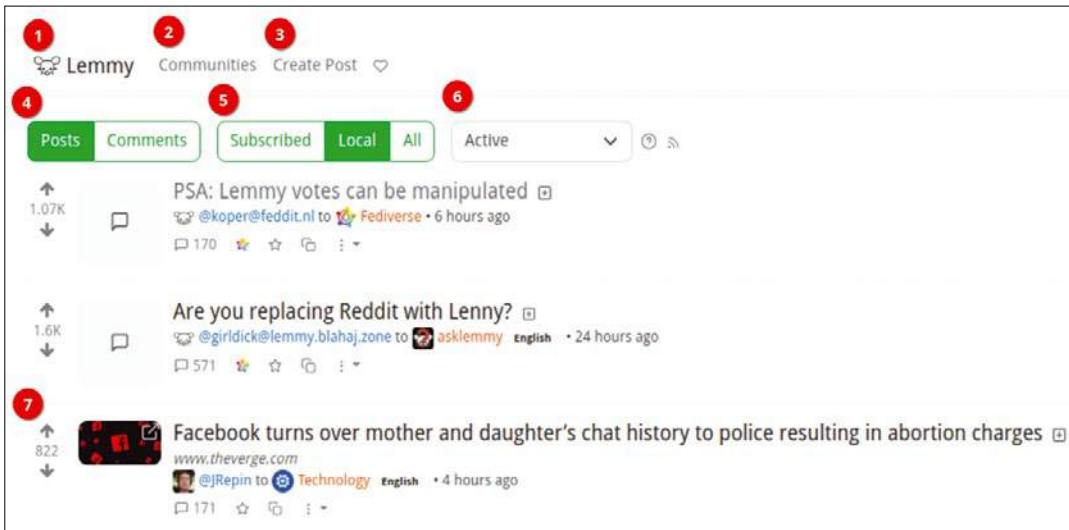 1 2 3
Lemmy Communities Create Post
4 5 6
Posts Comments Subscribed Local All Active
PSA: Lemmy votes can be manipulated
1.07K
@koper@feddit.nl to Fediverse • 6 hours ago
170
Are you replacing Reddit with Lenny?
1.6K
@girldick@lemmy.blahaj.zone to asklemmy English • 24 hours ago
571
7
Facebook turns over mother and daughter's chat history to police resulting in abortion charges
822
www.theverge.com
@JRepin to Technology English • 4 hours ago
171